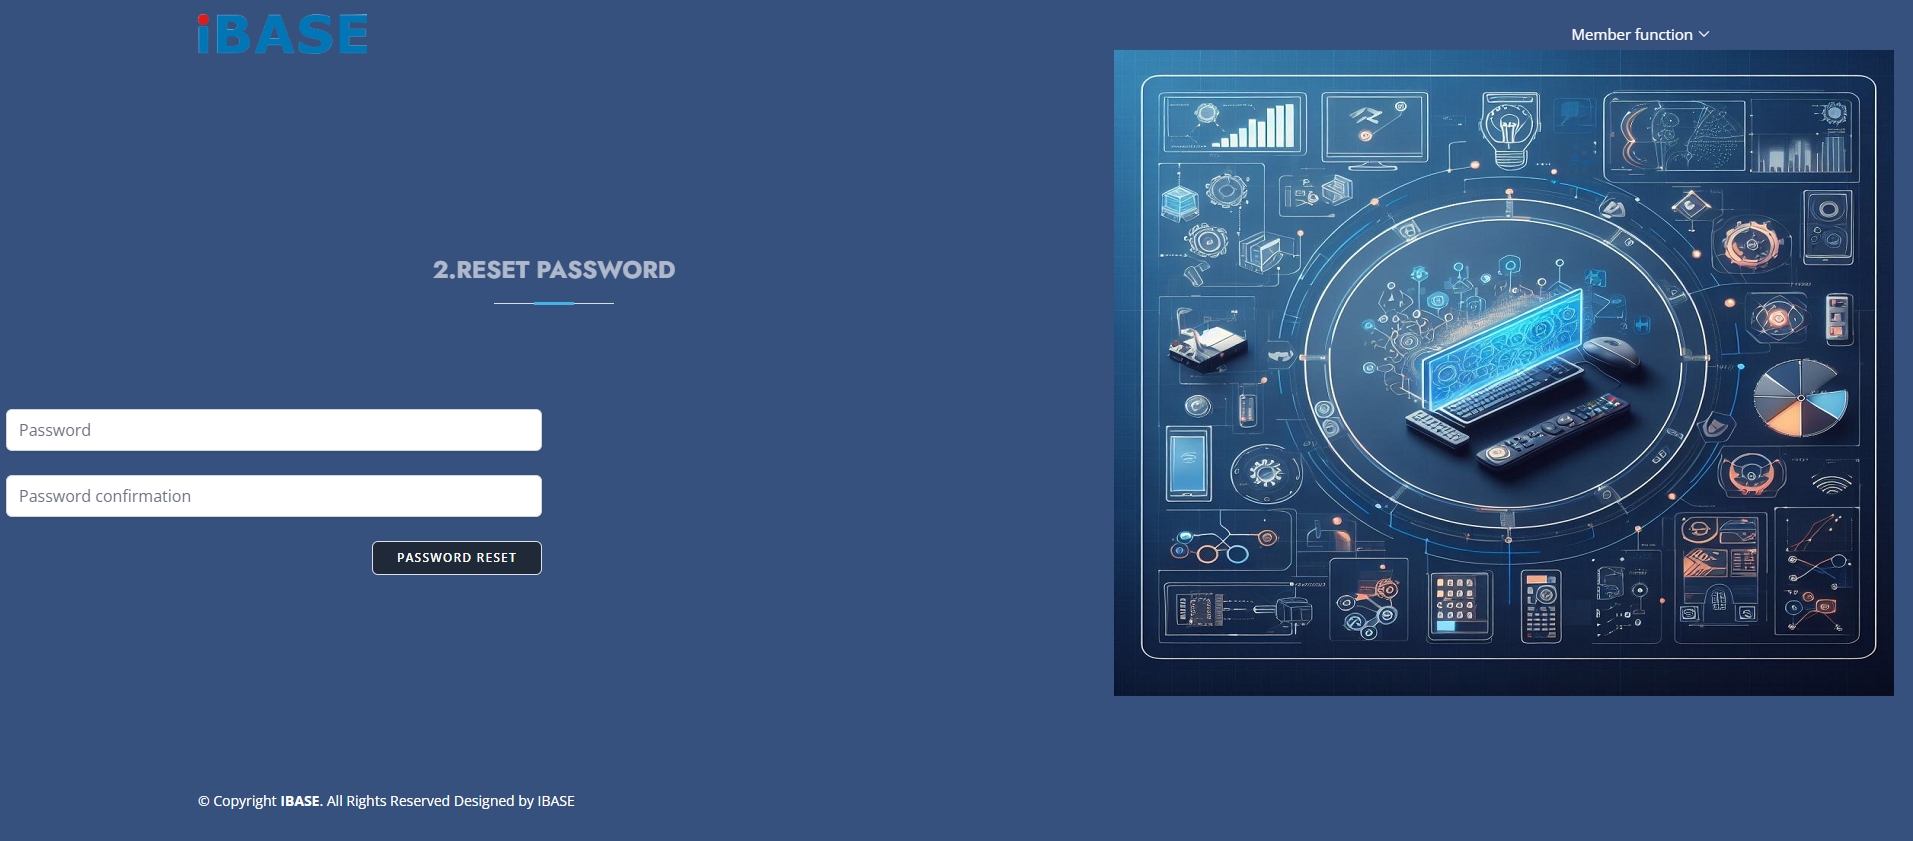 iBASE
Member function
2.RESET PASSWORD
Password
Password confirmation
PASSWORD RESET
© Copyright IBASE. All Rights Reserved Designed by IBASE